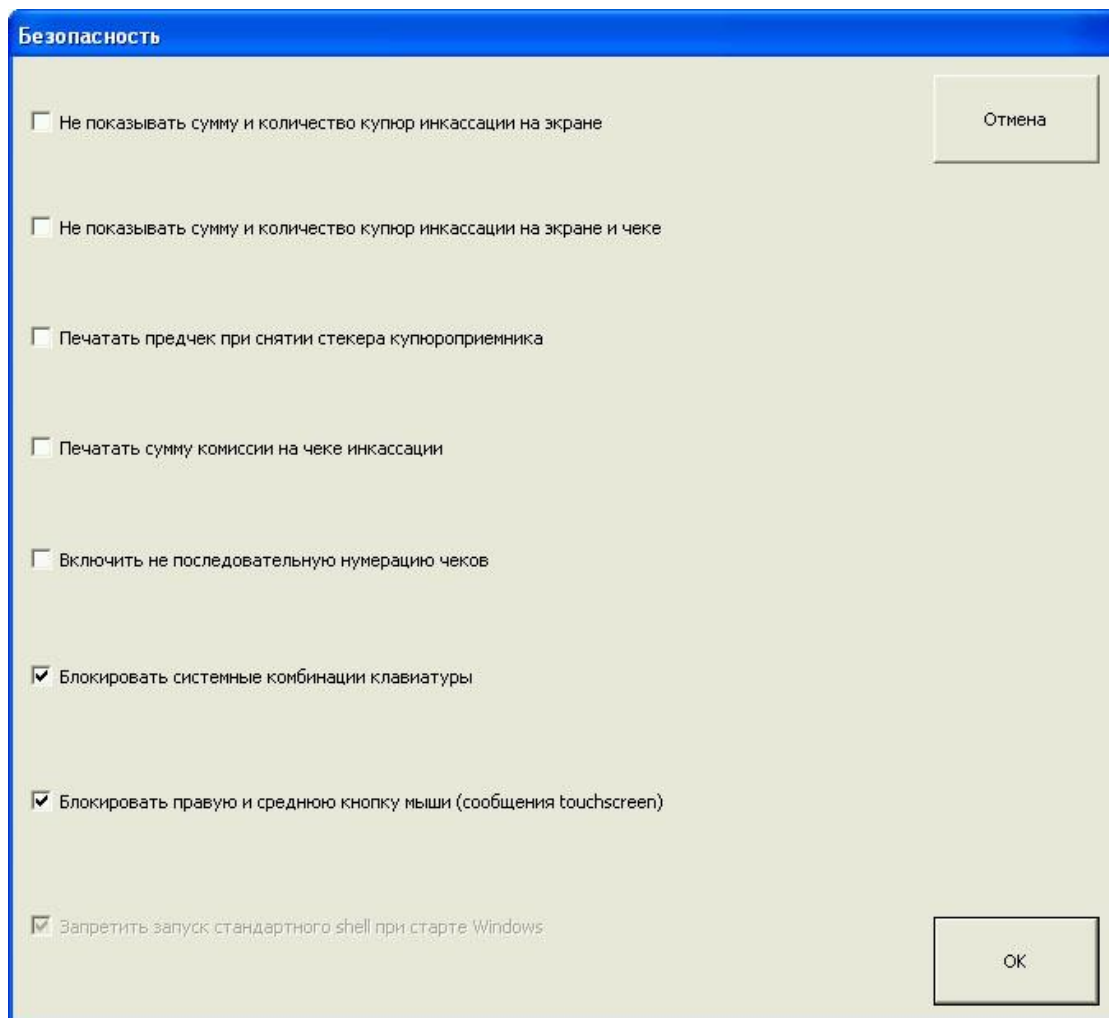 Безопасность
Не показывать сумму и количество купюр инкассации на экране
Отмена
Не показывать сумму и количество купюр инкассации на экране и чеке
Печатать предчек при снятии стекера купюроприемника
Печатать сумму комиссии на чеке инкассации
Включить не последовательную нумерацию чеков
Блокировать системные комбинации клавиатуры
Блокировать правую и среднюю кнопку мыши (сообщения touchscreen)
Запретить запуск стандартного shell при старте Windows
OK